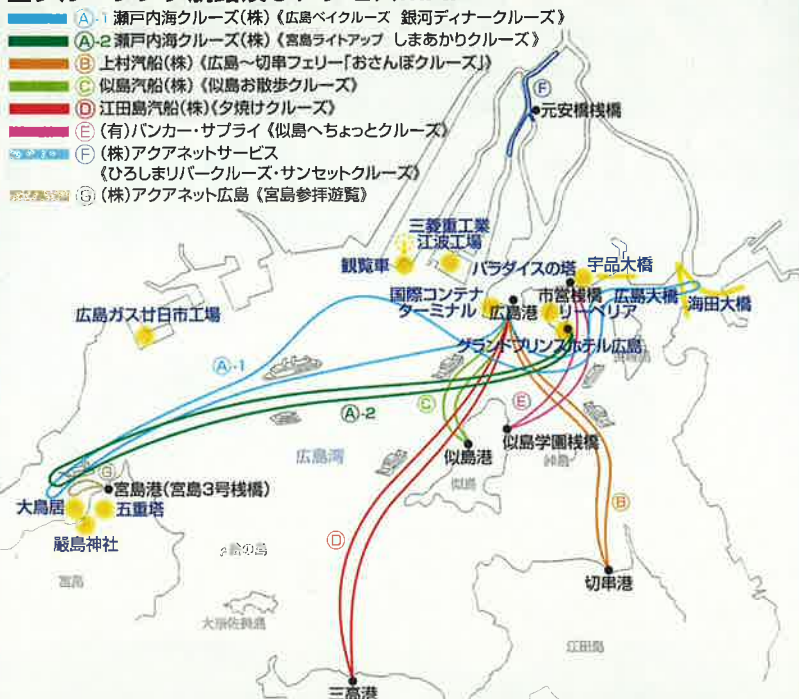 Ⓐ-1 瀬戸内海クルーズ(株)《広島ベイクルーズ 銀河ディナークルーズ》
Ⓐ-2 瀬戸内海クルーズ(株)《宮島ライトアップ しまあかりクルーズ》
Ⓑ 上村汽船(株)《広島〜切串フェリー「おさんぽクルーズ」》
Ⓒ 似島汽船(株)《似島お散歩クルーズ》
Ⓓ 江田島汽船(株)《夕焼けクルーズ》
Ⓔ (有)バンカー・サプライ《似島へちょっとクルーズ》
Ⓕ (株)アクアネットサービス
《ひろしまリバークルーズ・サンセットクルーズ》
Ⓖ (株)アクアネット広島《宮島参拝遊覧》
Ⓕ
元安橋桟橋
三菱重工業
江波工場
観覧車
パラダイスの塔
宇品大橋
国際コンテナ
ターミナル
広島港
市営桟橋
リーベリア
広島大橋
海田大橋
グランドプリンスホテル広島
広島ガス廿日市工場
Ⓐ-1
Ⓐ-2
Ⓒ
Ⓔ
広島湾
似島港
似島学園桟橋
峠島
似島
Ⓖ
宮島港(宮島3号桟橋)
大鳥居
五重塔
嚴島神社
Ⓑ
Ⓓ
絵の島
宮島
切串港
大奈佐美島
江田島
三高港